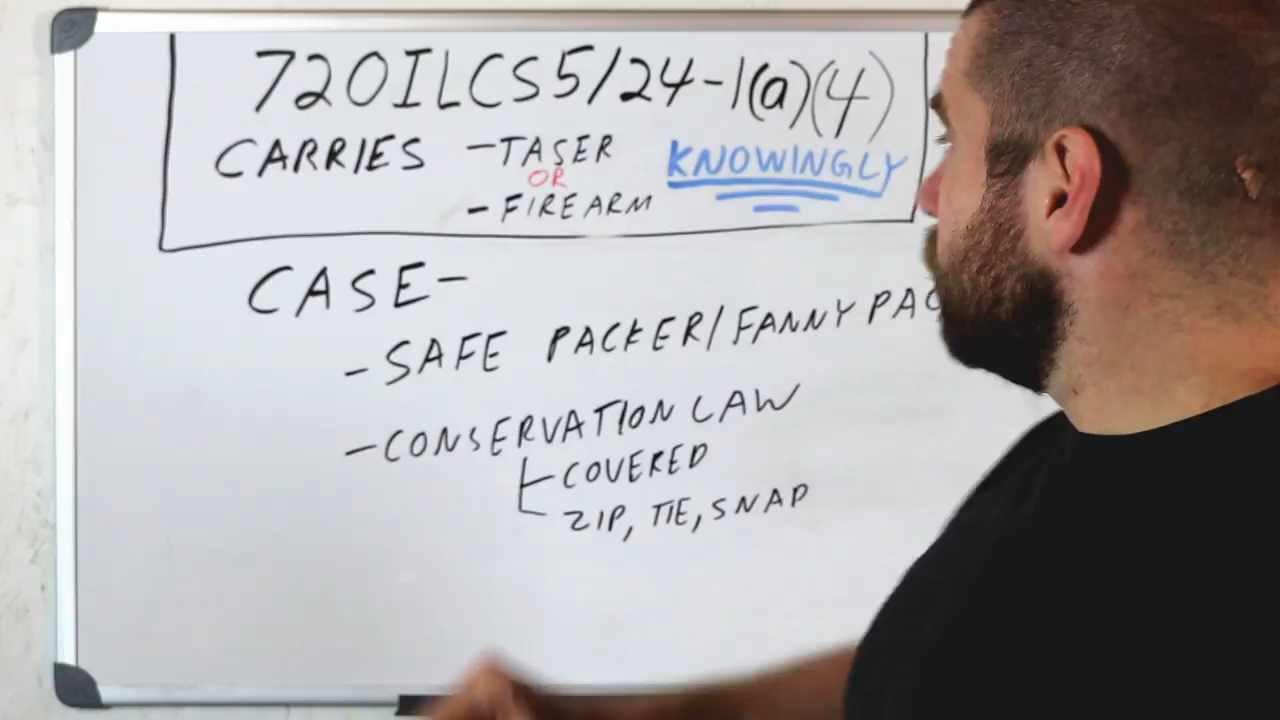 720ILCS5/24-1(a)(4)
CARRIES -TASER KNOWINGLY
OR
-FIREARM
CASE-
-SAFE PACKER/FANNY PAC
-CONSERVATION LAW
-COVERED
ZIP, TIE, SNAP